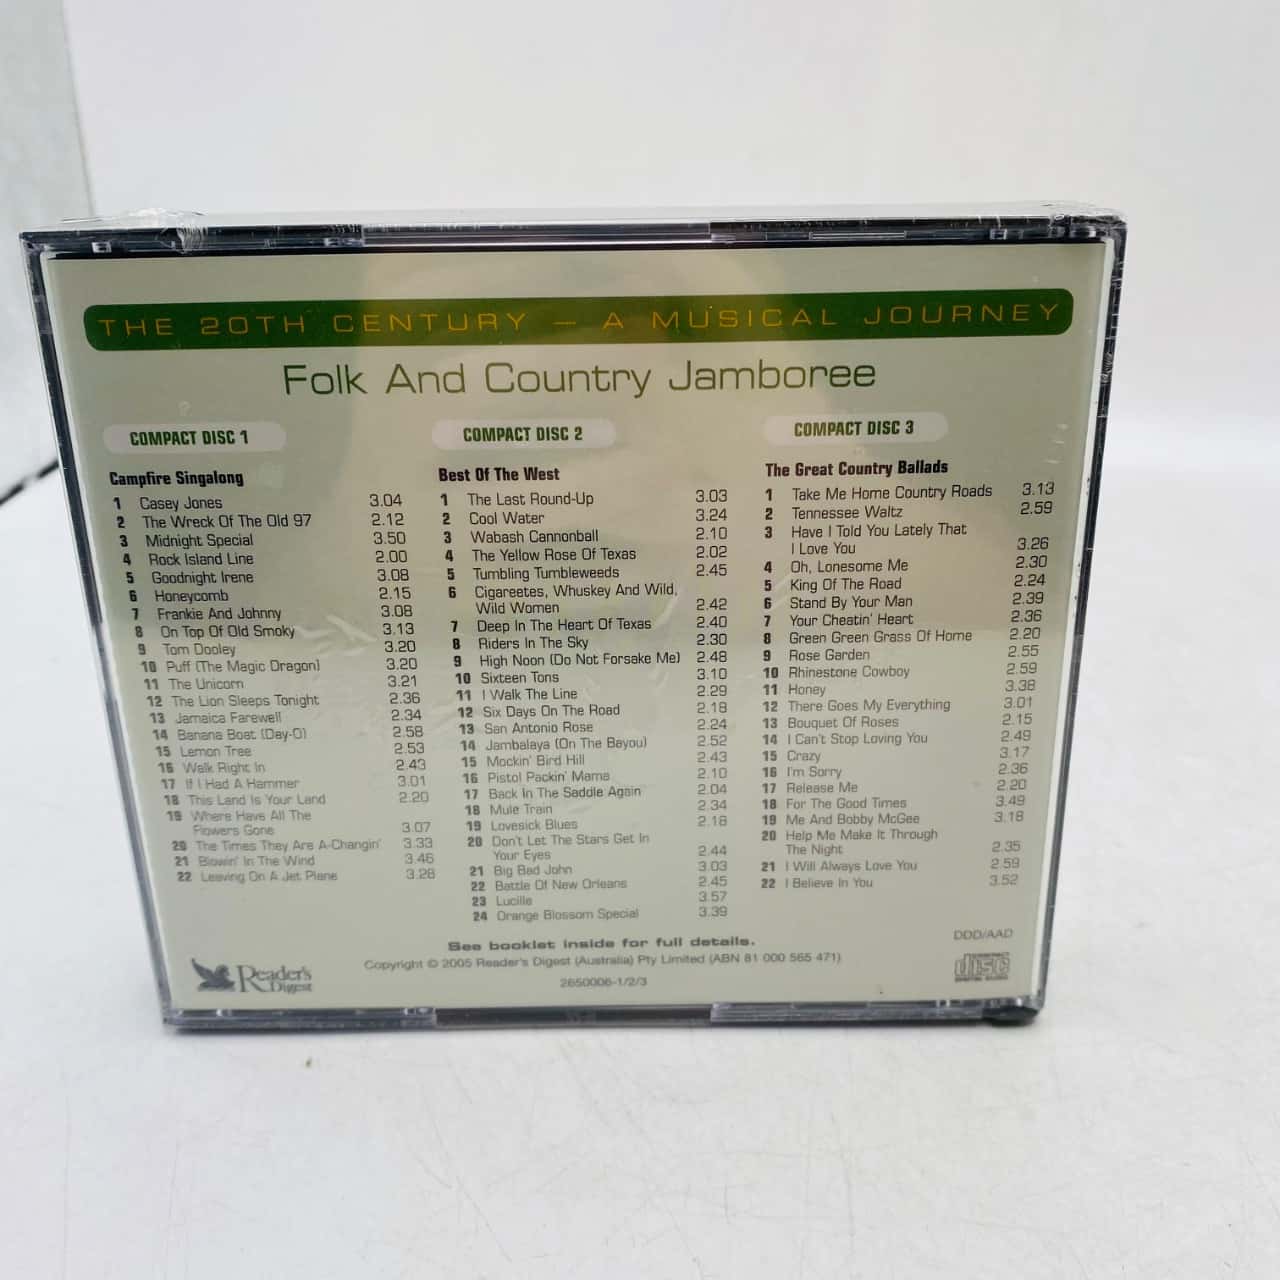 THE 20TH CENTURY – A MUSICAL JOURNEY
Folk And Country Jamboree
COMPACT DISC 1
Campfire Singalong
1 Casey Jones 3.04
2 The Wreck Of The Old 97 2.12
3 Midnight Special 3.50
4 Rock Island Line 2.00
5 Goodnight Irene 3.08
6 Honeycomb 2.15
7 Frankie And Johnny 3.08
8 On Top Of Old Smoky 3.13
9 Tom Dooley 3.20
10 Puff (The Magic Dragon) 3.20
11 The Unicorn 3.21
12 The Lion Sleeps Tonight 2.36
13 Jamaica Farewell 2.34
14 Banana Boat (Day-O) 2.58
15 Lemon Tree 2.53
16 Walk Right In 2.43
17 If I Had A Hammer 3.01
18 This Land Is Your Land 2.20
19 Where Have All The
Flowers Gone 3.07
20 The Times They Are A-Changin' 3.33
21 Blowin' In The Wind 3.46
22 Leaving On A Jet Plane 3.28
COMPACT DISC 2
Best Of The West
1 The Last Round-Up 3.03
2 Cool Water 3.24
3 Wabash Cannonball 2.10
4 The Yellow Rose Of Texas 2.02
5 Tumbling Tumbleweeds 2.45
6 Cigareetes, Whuskey And Wild,
Wild Women 2.42
7 Deep In The Heart Of Texas 2.40
8 Riders In The Sky 2.30
9 High Noon (Do Not Forsake Me) 2.48
10 Sixteen Tons 3.10
11 I Walk The Line 2.29
12 Six Days On The Road 2.18
13 San Antonio Rose 2.24
14 Jambalaya (On The Bayou) 2.52
15 Mockin' Bird Hill 2.43
16 Pistol Packin' Mama 2.10
17 Back In The Saddle Again 2.04
18 Mule Train 2.34
19 Lovesick Blues 2.18
20 Don't Let The Stars Get In
Your Eyes 2.44
21 Big Bad John 3.03
22 Battle Of New Orleans 2.45
23 Lucille 3.57
24 Orange Blossom Special 3.39
COMPACT DISC 3
The Great Country Ballads
1 Take Me Home Country Roads 3.13
2 Tennessee Waltz 2.59
3 Have I Told You Lately That
I Love You 3.26
4 Oh, Lonesome Me 2.30
5 King Of The Road 2.24
6 Stand By Your Man 2.39
7 Your Cheatin' Heart 2.36
8 Green Green Grass Of Home 2.20
9 Rose Garden 2.55
10 Rhinestone Cowboy 2.59
11 Honey 3.38
12 There Goes My Everything 3.01
13 Bouquet Of Roses 2.15
14 I Can't Stop Loving You 2.49
15 Crazy 3.17
16 I'm Sorry 2.36
17 Release Me 2.20
18 For The Good Times 3.49
19 Me And Bobby McGee 3.18
20 Help Me Make It Through
The Night 2.35
21 I Will Always Love You 2.59
22 I Believe In You 3.52
See booklet inside for full details.
Copyright © 2005 Reader's Digest (Australia) Pty Limited (ABN 81 000 565 471)
2650006-1/2/3
Reader's
Digest
DDD/AAD
COMPACT
disc
DIGITAL AUDIO